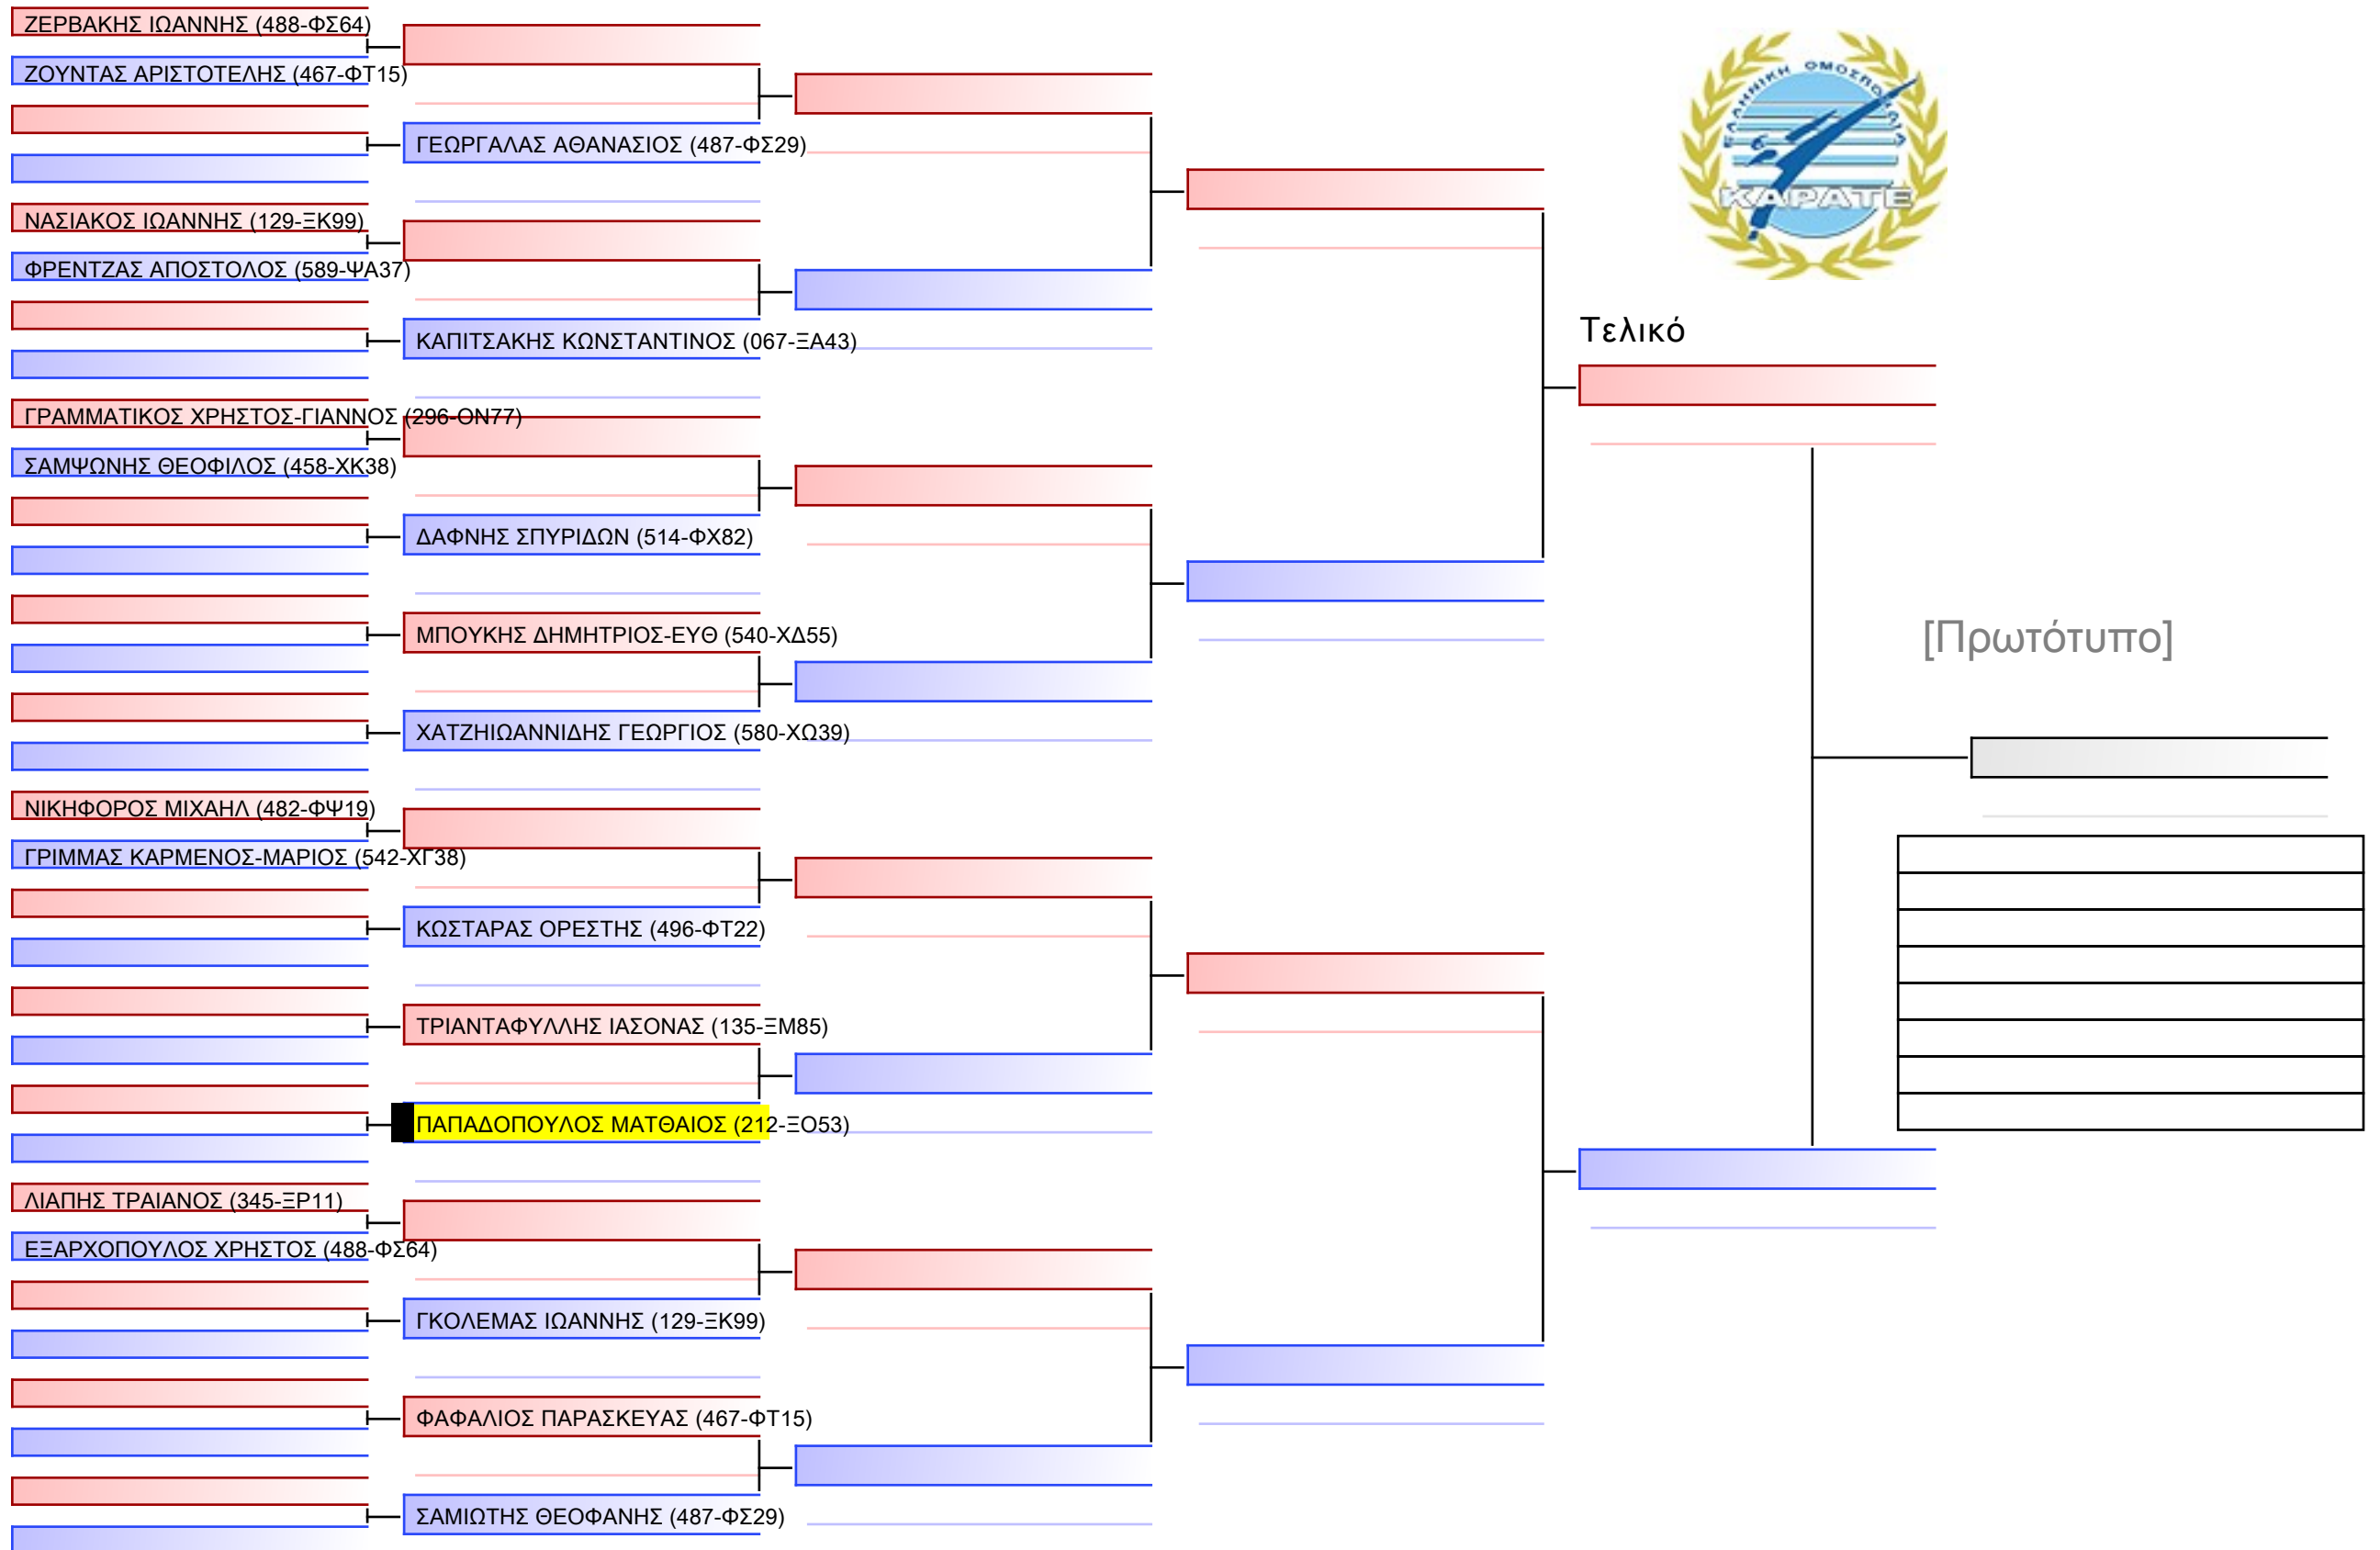 ΖΕΡΒΑΚΗΣ ΙΩΑΝΝΗΣ (488-ΦΣ64)
ΖΟΥΝΤΑΣ ΑΡΙΣΤΟΤΕΛΗΣ (467-ΦΤ15)
ΓΕΩΡΓΑΛΑΣ ΑΘΑΝΑΣΙΟΣ (487-ΦΣ29)
ΝΑΣΙΑΚΟΣ ΙΩΑΝΝΗΣ (129-ΞΚ99)
ΦΡΕΝΤΖΑΣ ΑΠΟΣΤΟΛΟΣ (589-ΨΑ37)
ΚΑΠΙΤΣΑΚΗΣ ΚΩΝΣΤΑΝΤΙΝΟΣ (067-ΞΑ43)
ΓΡΑΜΜΑΤΙΚΟΣ ΧΡΗΣΤΟΣ-ΓΙΑΝΝΟΣ (296-ΟΝ77)
ΣΑΜΨΩΝΗΣ ΘΕΟΦΙΛΟΣ (458-ΧΚ38)
ΔΑΦΝΗΣ ΣΠΥΡΙΔΩΝ (514-ΦΧ82)
ΜΠΟΥΚΗΣ ΔΗΜΗΤΡΙΟΣ-ΕΥΘ (540-ΧΔ55)
ΧΑΤΖΗΙΩΑΝΝΙΔΗΣ ΓΕΩΡΓΙΟΣ (580-ΧΩ39)
ΝΙΚΗΦΟΡΟΣ ΜΙΧΑΗΛ (482-ΦΨ19)
ΓΡΙΜΜΑΣ ΚΑΡΜΕΝΟΣ-ΜΑΡΙΟΣ (542-ΧΓ38)
ΚΩΣΤΑΡΑΣ ΟΡΕΣΤΗΣ (496-ΦΤ22)
ΤΡΙΑΝΤΑΦΥΛΛΗΣ ΙΑΣΟΝΑΣ (135-ΞΜ85)
ΠΑΠΑΔΟΠΟΥΛΟΣ ΜΑΤΘΑΙΟΣ (212-ΞΟ53)
ΛΙΑΠΗΣ ΤΡΑΙΑΝΟΣ (345-ΞΡ11)
ΕΞΑΡΧΟΠΟΥΛΟΣ ΧΡΗΣΤΟΣ (488-ΦΣ64)
ΓΚΟΛΕΜΑΣ ΙΩΑΝΝΗΣ (129-ΞΚ99)
ΦΑΦΑΛΙΟΣ ΠΑΡΑΣΚΕΥΑΣ (467-ΦΤ15)
ΣΑΜΙΩΤΗΣ ΘΕΟΦΑΝΗΣ (487-ΦΣ29)
ΕΛΛΗΝΙΚΗ ΟΜΟΣΠΟΝΔΙΑ
ΚΑΡΑΤΕ
Τελικό
[Πρωτότυπο]